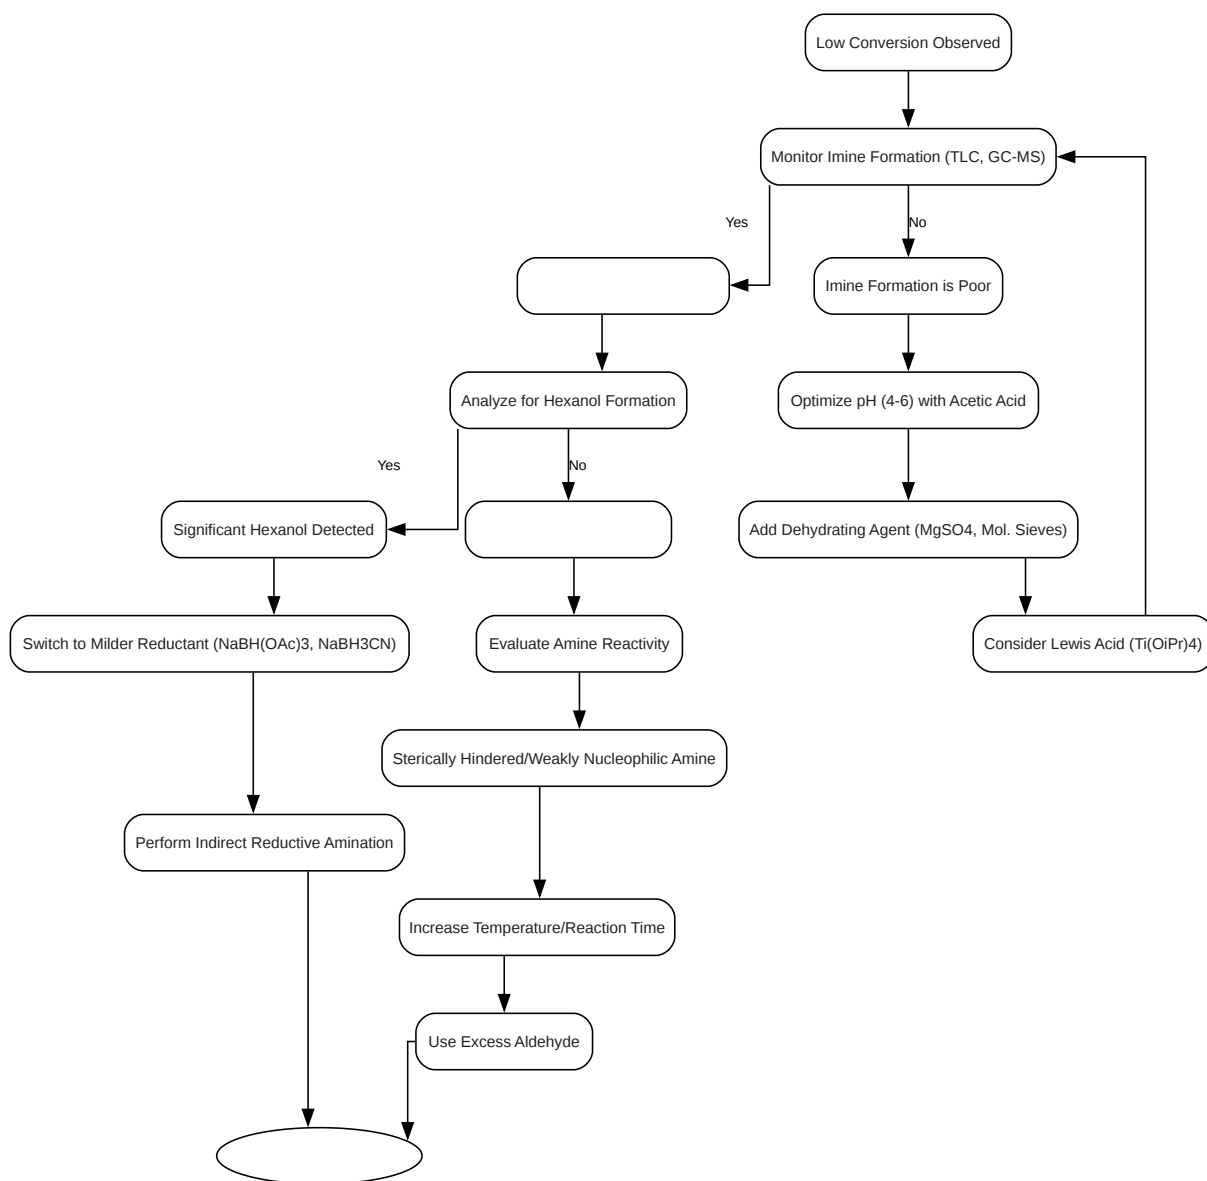 Low Conversion Observed
Monitor Imine Formation (TLC, GC-MS)
Yes
No
Imine Formation is Poor
Analyze for Hexanol Formation
Optimize pH (4-6) with Acetic Acid
Yes
No
Significant Hexanol Detected
Add Dehydrating Agent (MgSO4, Mol. Sieves)
Switch to Milder Reductant (NaBH(OAc)3, NaBH3CN)
Evaluate Amine Reactivity
Consider Lewis Acid (Ti(OiPr)4)
Sterically Hindered/Weakly Nucleophilic Amine
Perform Indirect Reductive Amination
Increase Temperature/Reaction Time
Use Excess Aldehyde